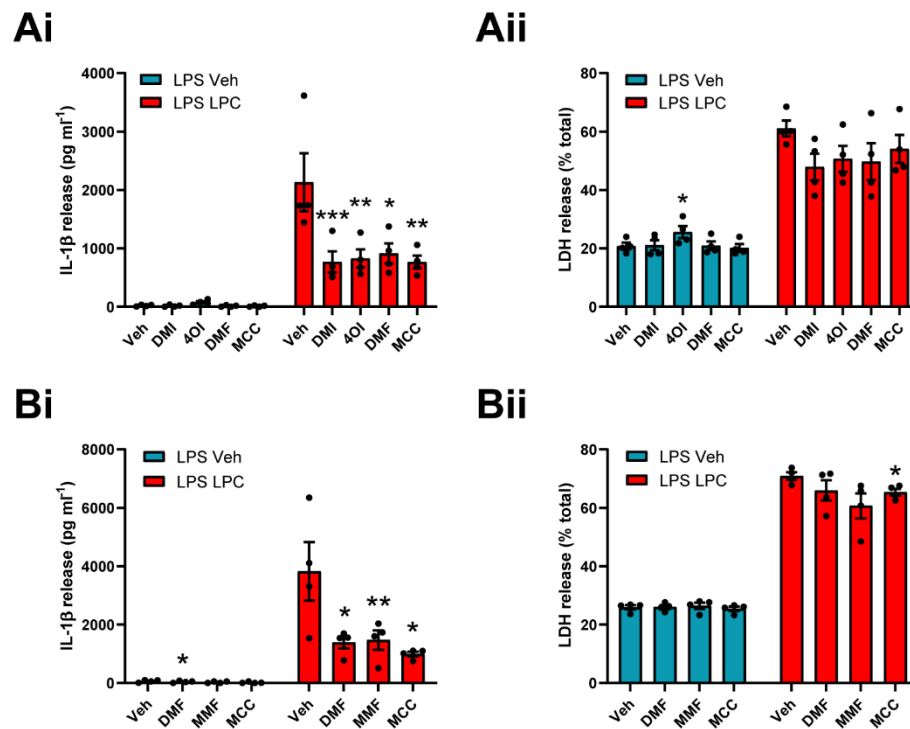 Ai
4000
3000
2000
1000
0
IL-1β release (pg ml⁻¹)
LPS Veh
LPS LPC
*** ** * **
Veh DMI 4OI DMF MCC Veh DMI 4OI DMF MCC
Aii
80
60
40
20
0
LDH release (% total)
LPS Veh
LPS LPC
*
Veh DMI 4OI DMF MCC Veh DMI 4OI DMF MCC
Bi
8000
6000
4000
2000
0
IL-1β release (pg ml⁻¹)
LPS Veh
LPS LPC
* * ** *
Veh DMF MMF MCC Veh DMF MMF MCC
Bii
80
60
40
20
0
LDH release (% total)
LPS Veh
LPS LPC
*
Veh DMF MMF MCC Veh DMF MMF MCC